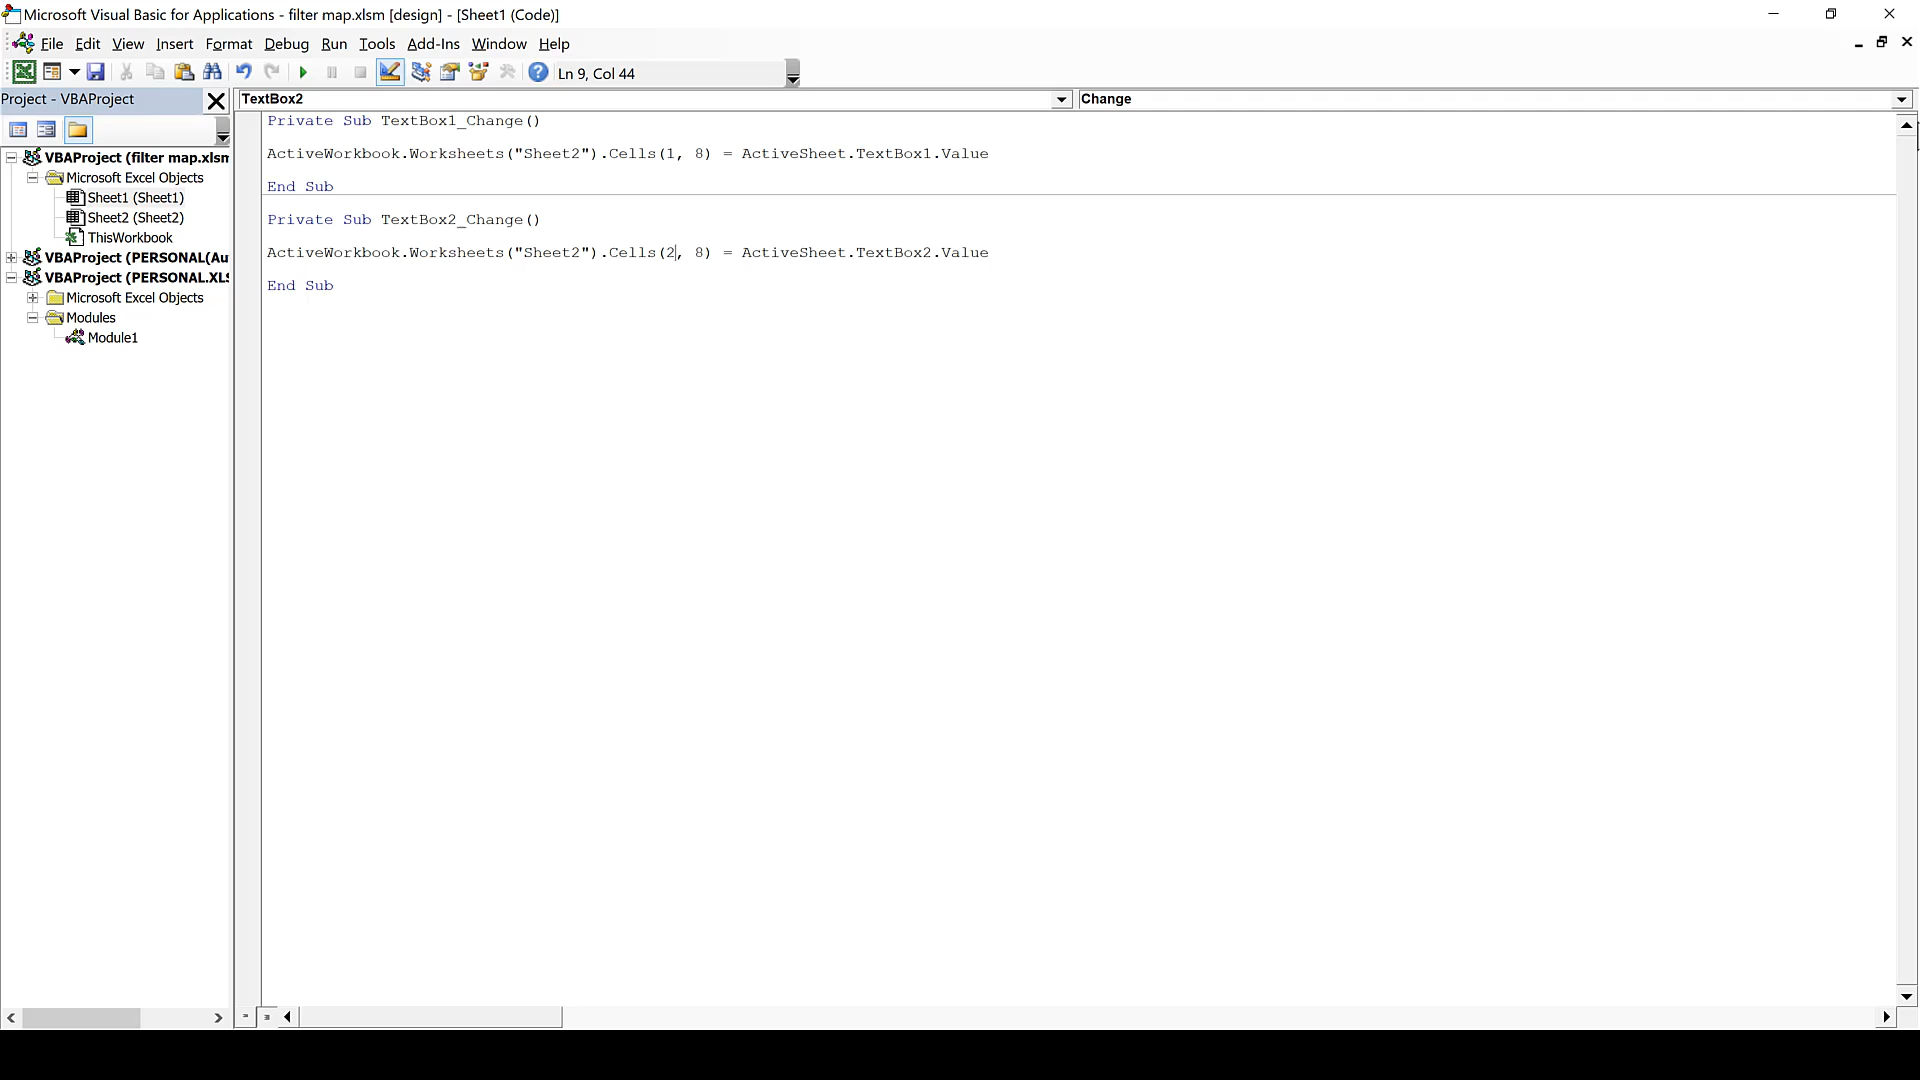 Microsoft Visual Basic for Applications - filter map.xlsm [design] - [Sheet1 (Code)]
File Edit View Insert Format Debug Run Tools Add-Ins Window Help
Ln 9, Col 44
Project - VBAProject
TextBox2
Change
VBAProject (filter map.xlsm
Microsoft Excel Objects
Sheet1 (Sheet1)
Sheet2 (Sheet2)
ThisWorkbook
VBAProject (PERSONAL(Au
VBAProject (PERSONAL.XLS
Microsoft Excel Objects
Modules
Module1
Private Sub TextBox1_Change()
ActiveWorkbook.Worksheets("Sheet2").Cells(1, 8) = ActiveSheet.TextBox1.Value
End Sub
Private Sub TextBox2_Change()
ActiveWorkbook.Worksheets("Sheet2").Cells(2, 8) = ActiveSheet.TextBox2.Value
End Sub